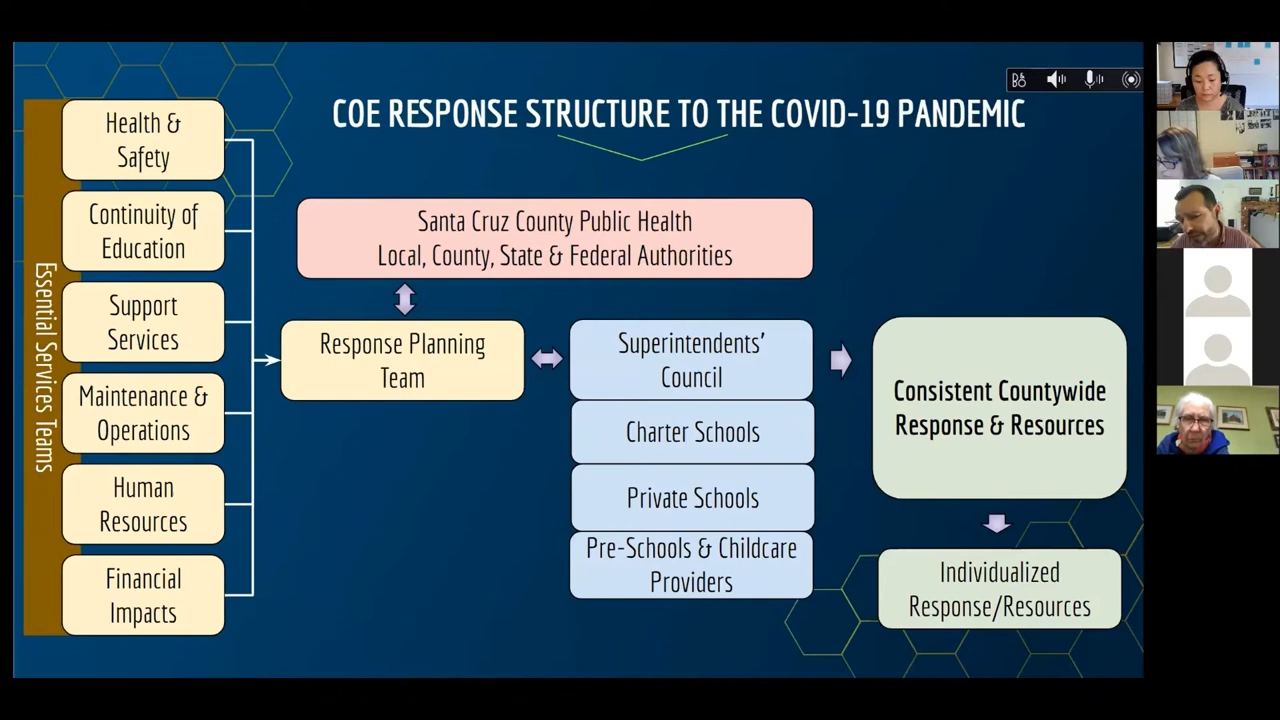 COE RESPONSE STRUCTURE TO THE COVID-19 PANDEMIC
Essential Services Teams
Health &
Safety
Continuity of
Education
Support
Services
Maintenance &
Operations
Human
Resources
Financial
Impacts
Santa Cruz County Public Health
Local, County, State & Federal Authorities
Response Planning
Team
Superintendents’
Council
Charter Schools
Private Schools
Pre-Schools & Childcare
Providers
Consistent Countywide
Response & Resources
Individualized
Response/Resources